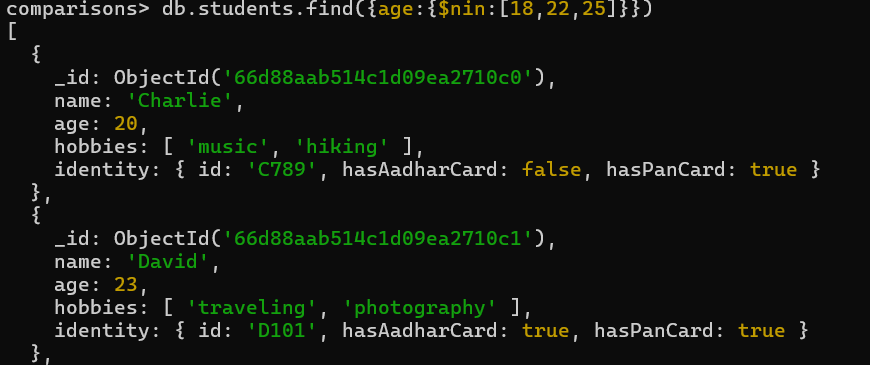 comparisons> db.students.find({age:{$nin:[18,22,25]}})
[
  {
    _id: ObjectId('66d88aab514c1d09ea2710c0'),
    name: 'Charlie',
    age: 20,
    hobbies: [ 'music', 'hiking' ],
    identity: { id: 'C789', hasAadharCard: false, hasPanCard: true }
  },
  {
    _id: ObjectId('66d88aab514c1d09ea2710c1'),
    name: 'David',
    age: 23,
    hobbies: [ 'traveling', 'photography' ],
    identity: { id: 'D101', hasAadharCard: true, hasPanCard: true }
  },